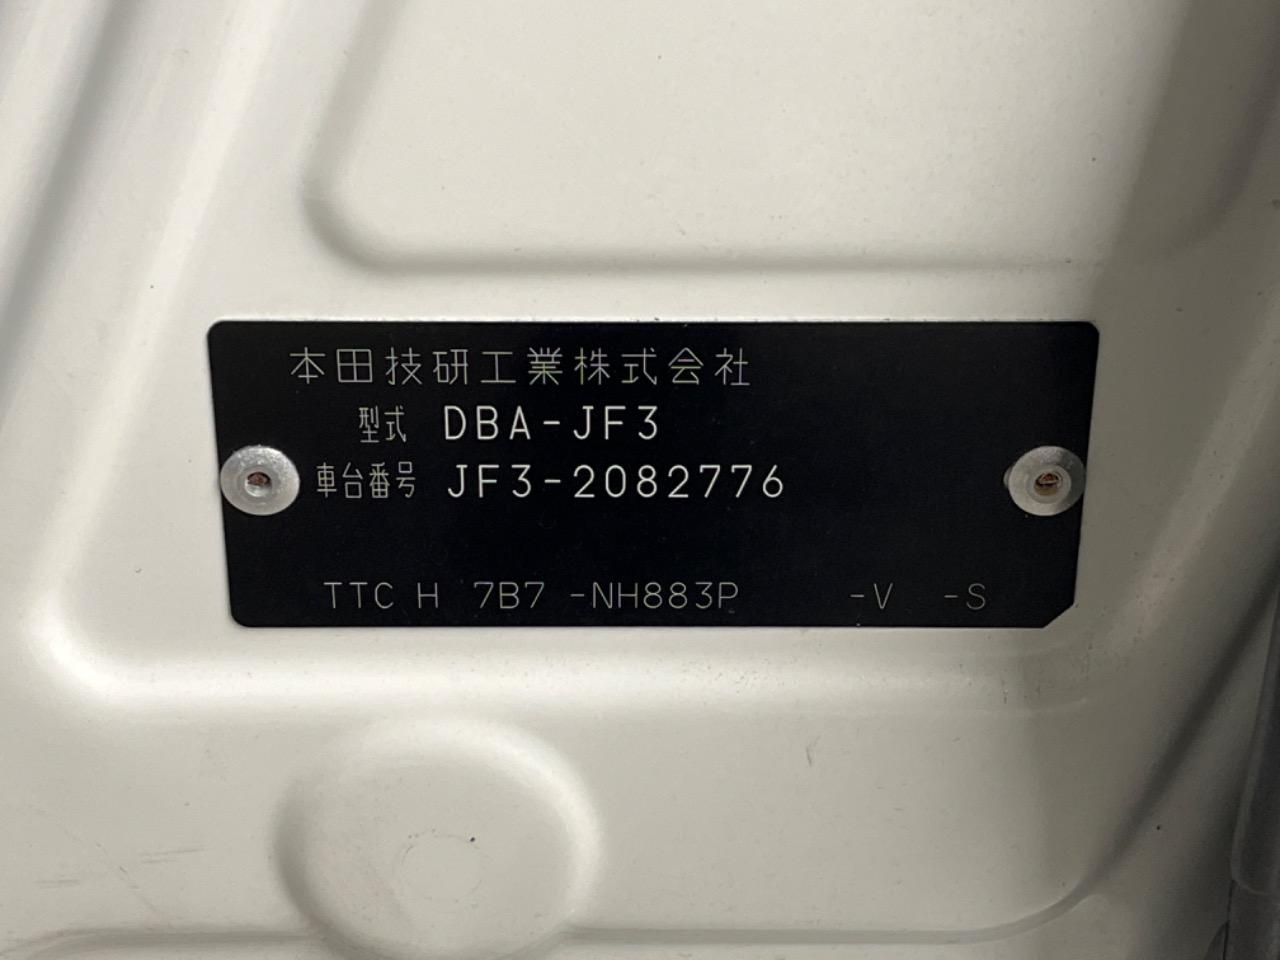 本田技研工業株式会社
型式 DBA-JF3
車台番号 JF3-2082776
TTC H 7B7 -NH883P -V -S